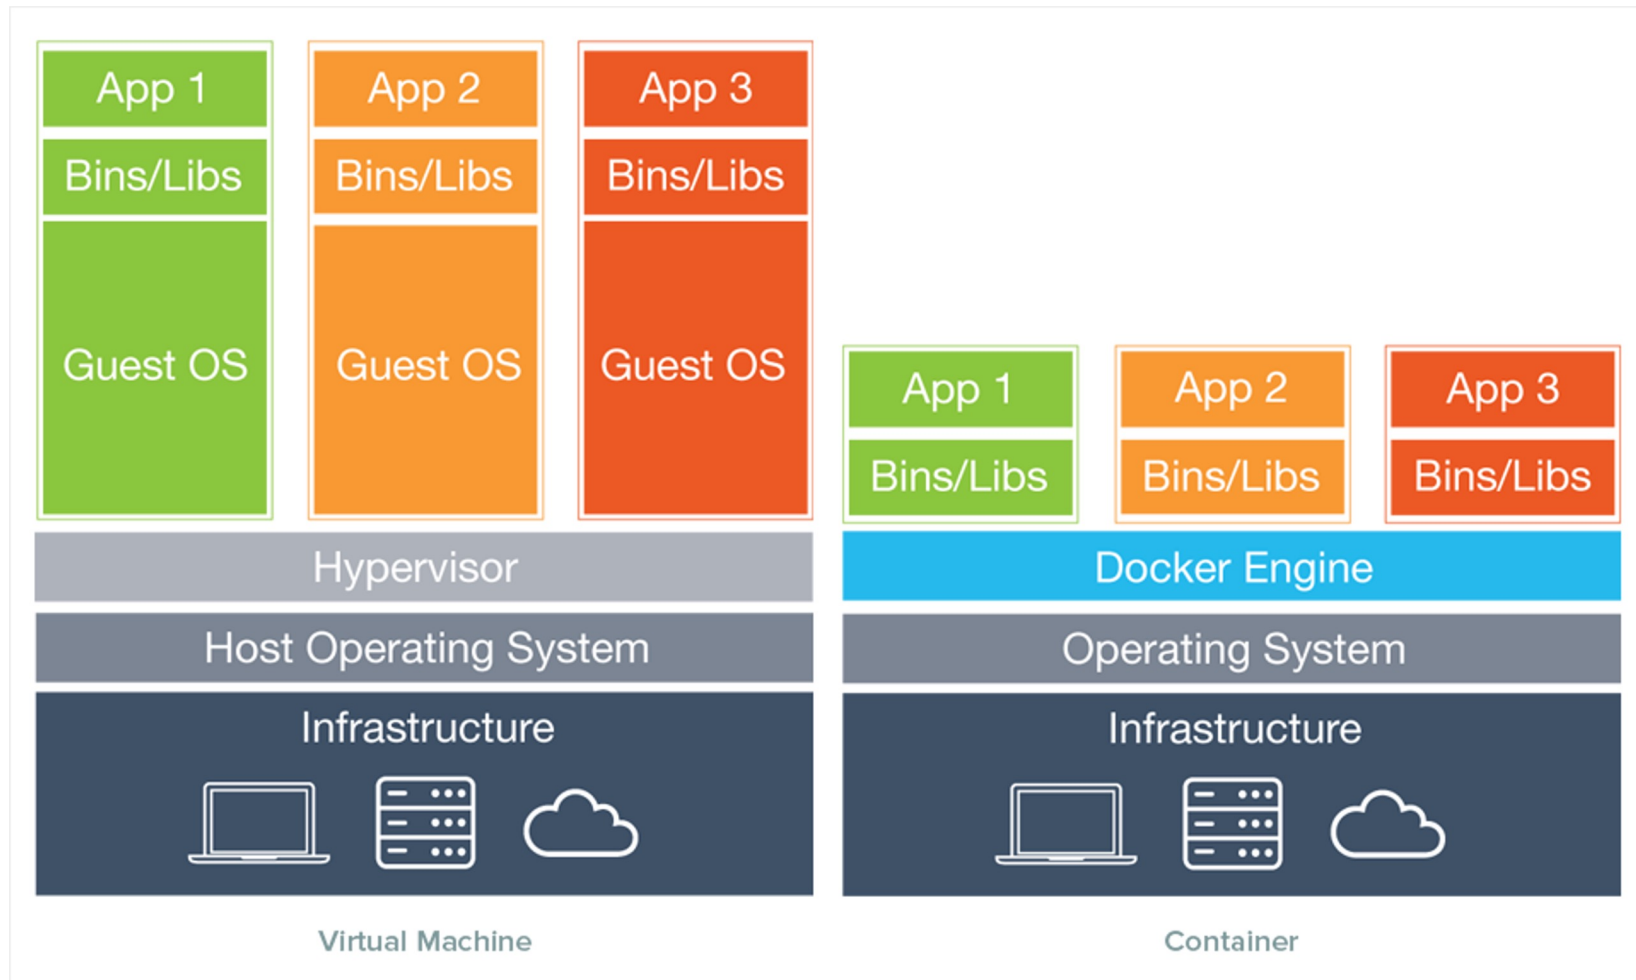 App 1
App 2
App 3
Bins/Libs
Bins/Libs
Bins/Libs
Guest OS
Guest OS
Guest OS
Hypervisor
Host Operating System
Infrastructure
Virtual Machine
App 1
App 2
App 3
Bins/Libs
Bins/Libs
Bins/Libs
Docker Engine
Operating System
Infrastructure
Container